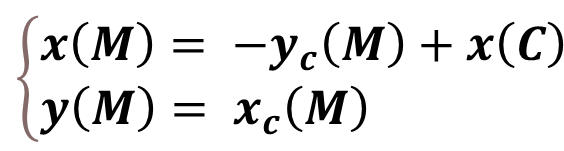 x(M) = -y_c(M) + x(C)
y(M) = x_c(M)